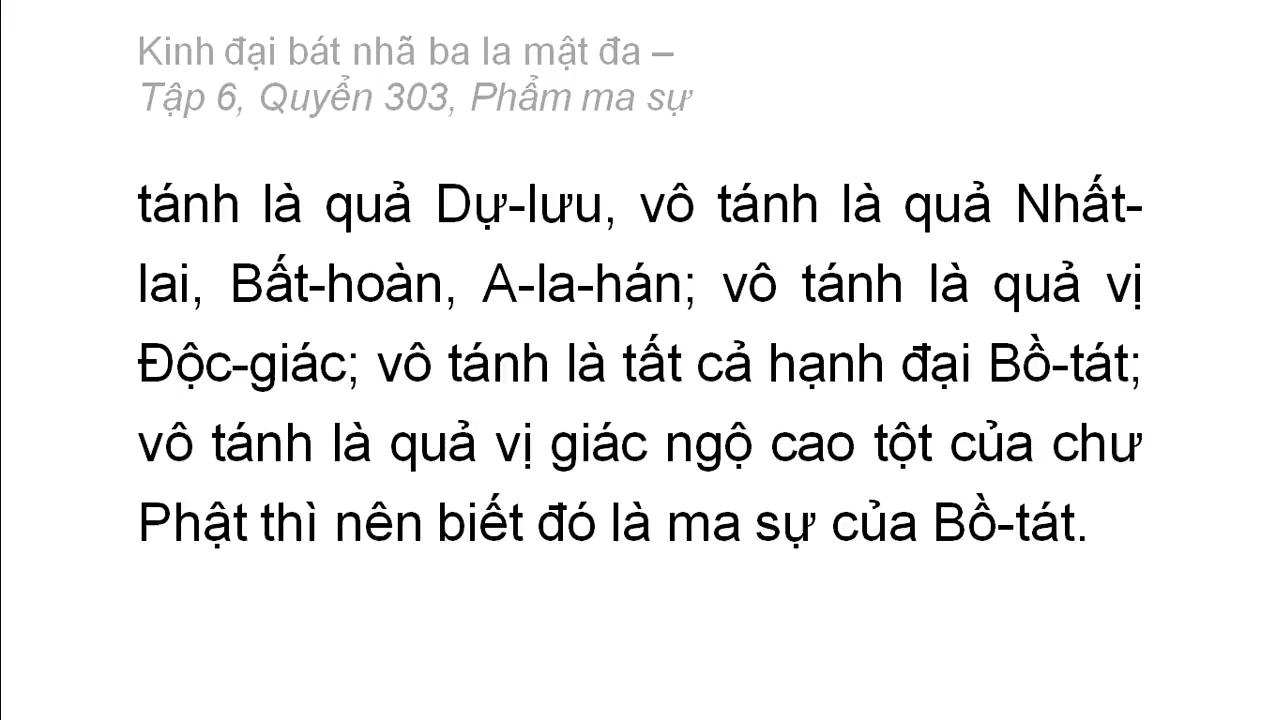 Kinh đại bát nhã ba la mật đa –
Tập 6, Quyển 303, Phẩm ma sự
tánh là quả Dự-lưu, vô tánh là quả Nhất-
lai, Bất-hoàn, A-la-hán; vô tánh là quả vị
Độc-giác; vô tánh là tất cả hạnh đại Bồ-tát;
vô tánh là quả vị giác ngộ cao tột của chư
Phật thì nên biết đó là ma sự của Bồ-tát.